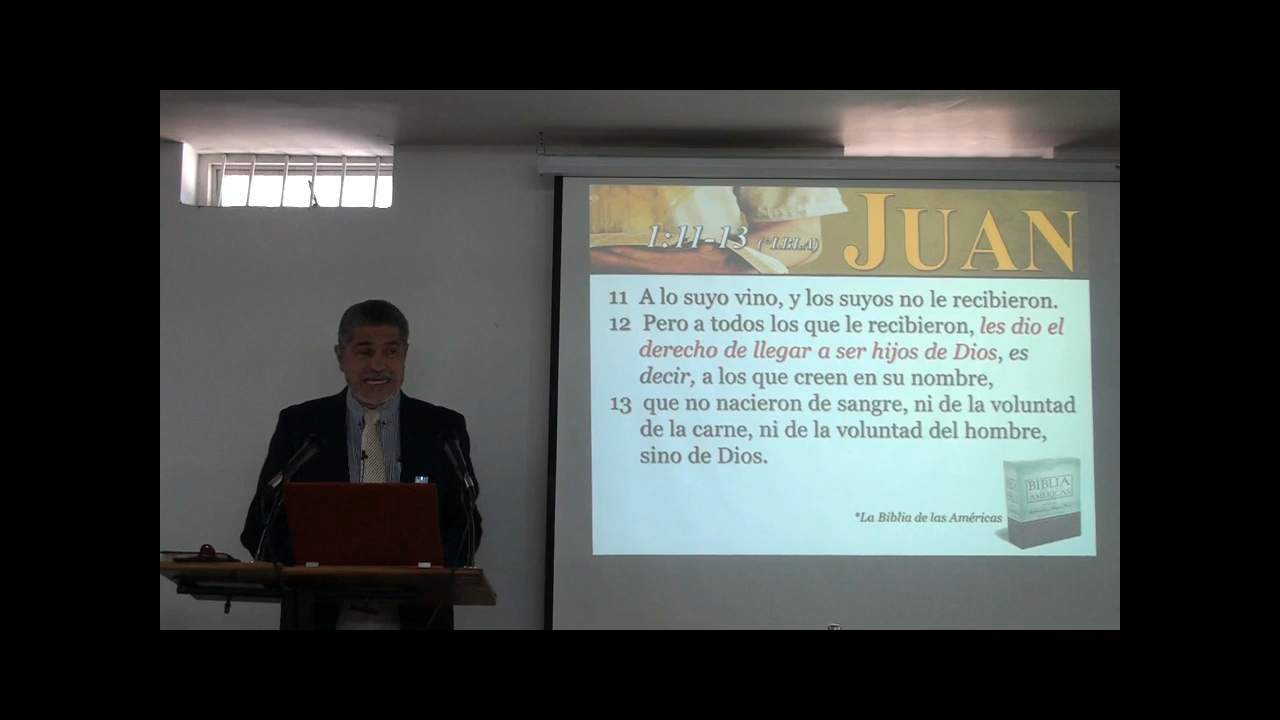 JUAN
1:11-13 (*LBLA)
11 A lo suyo vino, y los suyos no le recibieron.
12 Pero a todos los que le recibieron, les dio el
derecho de llegar a ser hijos de Dios, es
decir, a los que creen en su nombre,
13 que no nacieron de sangre, ni de la voluntad
de la carne, ni de la voluntad del hombre,
sino de Dios.
BIBLIA
AMÉRICAS
*La Biblia de las Américas